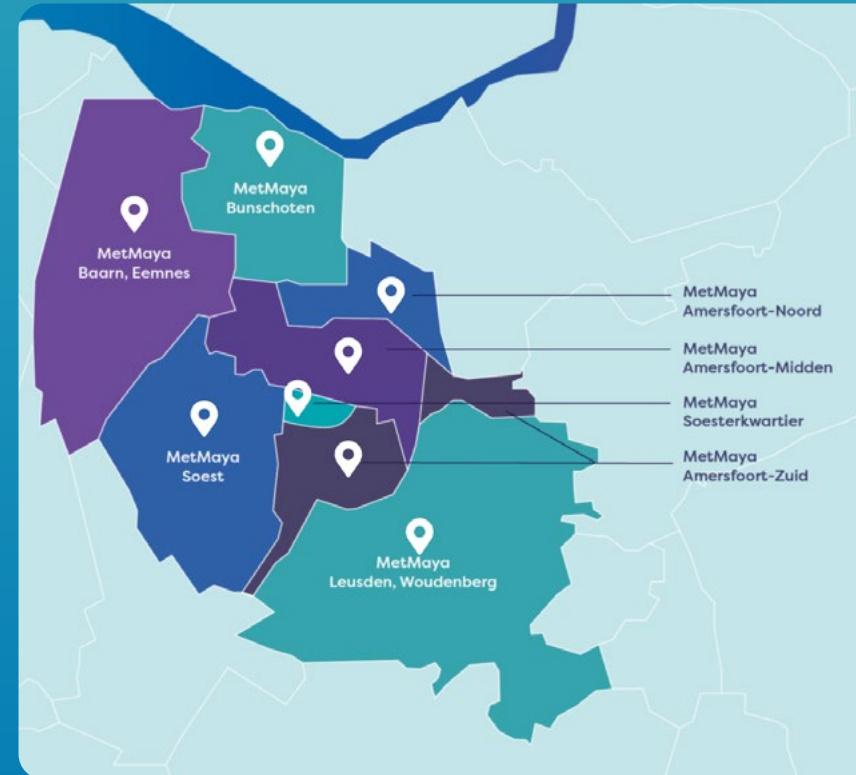 MetMaya
Bunschoten
MetMaya
Baarn, Eemnes
MetMaya
Amersfoort-Noord
MetMaya
Amersfoort-Midden
MetMaya
Soesterkwartier
MetMaya
Amersfoort-Zuid
MetMaya
Soest
MetMaya
Leusden, Woudenberg